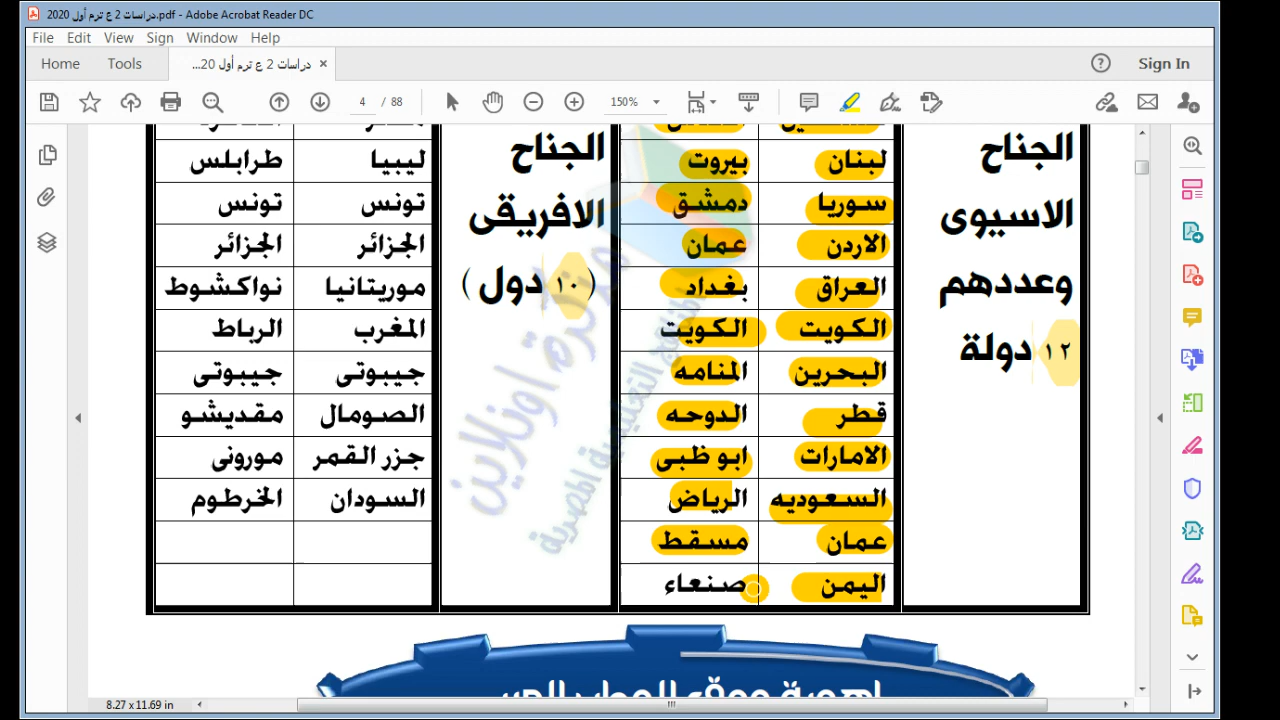 دراسات 2 ع ترم أول 2020.pdf - Adobe Acrobat Reader DC
File Edit View Sign Window Help
Home Tools دراسات 2 ع ترم أول 20... × Sign In
4 / 88 150%
الجناح الاسيوى وعددهم ١٢ دولة
لبنان بيروت
سوريا دمشق
الاردن عمان
العراق بغداد
الكويت الكويت
البحرين المنامه
قطر الدوحه
الامارات ابو ظبى
السعوديه الرياض
عمان مسقط
اليمن صنعاء
الجناح الافريقى (١٠ دول)
ليبيا طرابلس
تونس تونس
الجزائر الجزائر
موريتانيا نواكشوط
المغرب الرباط
جيبوتى جيبوتى
الصومال مقديشو
جزر القمر مورونى
السودان الخرطوم
مذكرة اونلاين
8.27 x 11.69 in